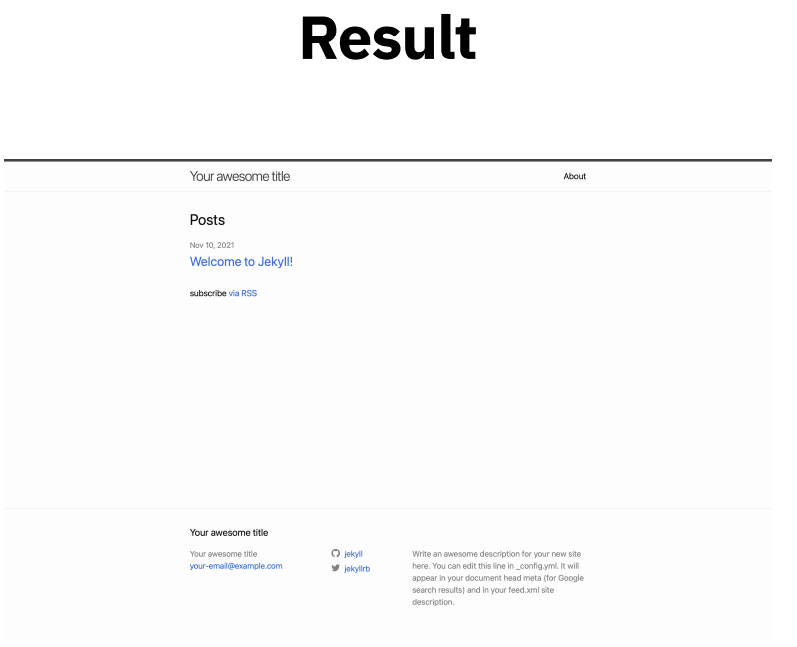 Result
Your awesome title
About
Posts
Nov 10, 2021
Welcome to Jekyll!
subscribe via RSS
Your awesome title
Your awesome title
your-email@example.com
jekyll
jekyllrb
Write an awesome description for your new site
here. You can edit this line in _config.yml. It will
appear in your document head meta (for Google
search results) and in your feed.xml site
description.